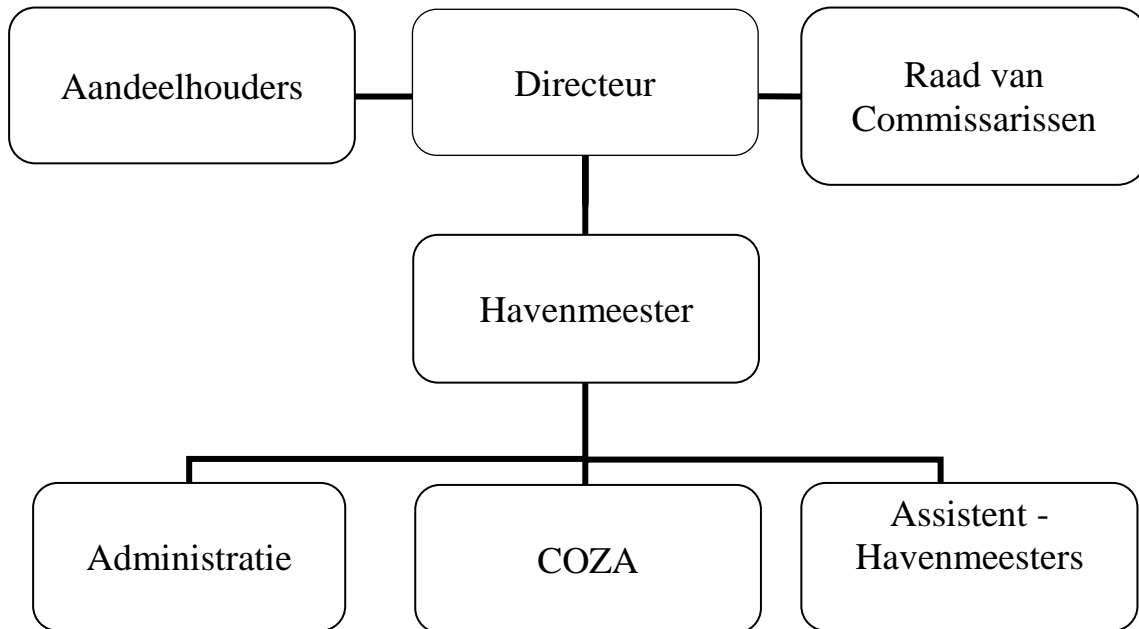 Aandeelhouders
Directeur
Raad van
Commissarissen
Havenmeester
Administratie
COZA
Assistent -
Havenmeesters